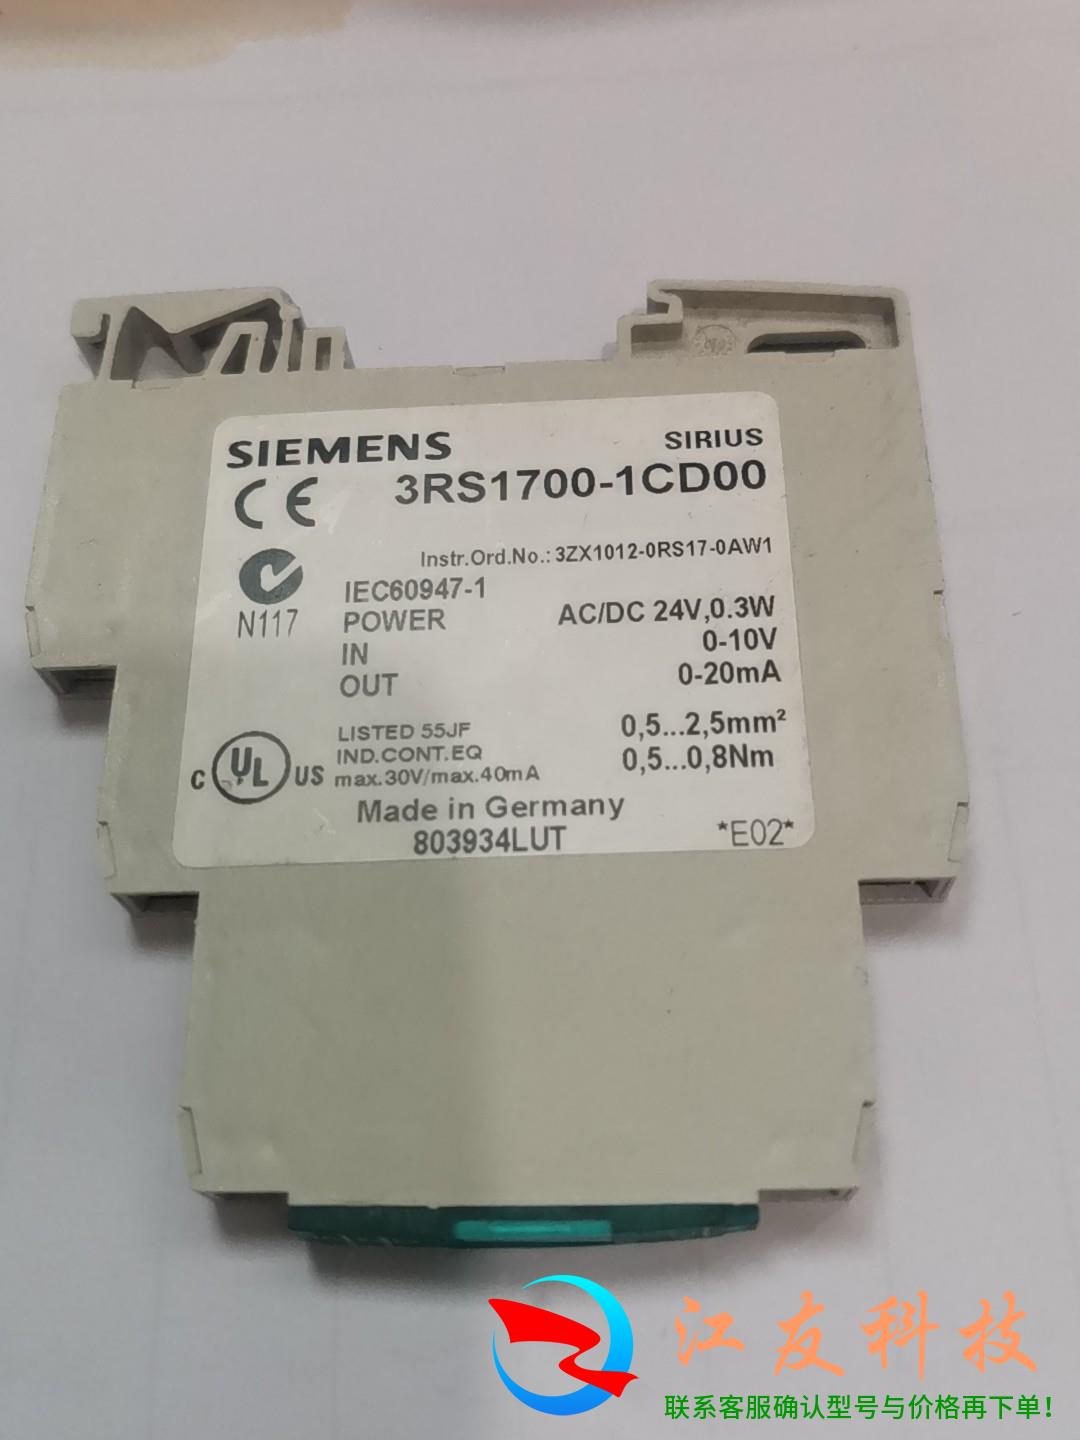 SIEMENS SIRIUS
CE 3RS1700-1CD00
Instr.Ord.No.: 3ZX1012-0RS17-0AW1
IEC60947-1
N117 POWER AC/DC 24V,0.3W
IN 0-10V
OUT 0-20mA
LISTED 55JF 0,5...2,5mm²
IND.CONT.EQ 0,5...0,8Nm
C UL US max.30V/max.40mA
Made in Germany
803934LUT *E02*
江友科技
联系客服确认型号与价格再下单！